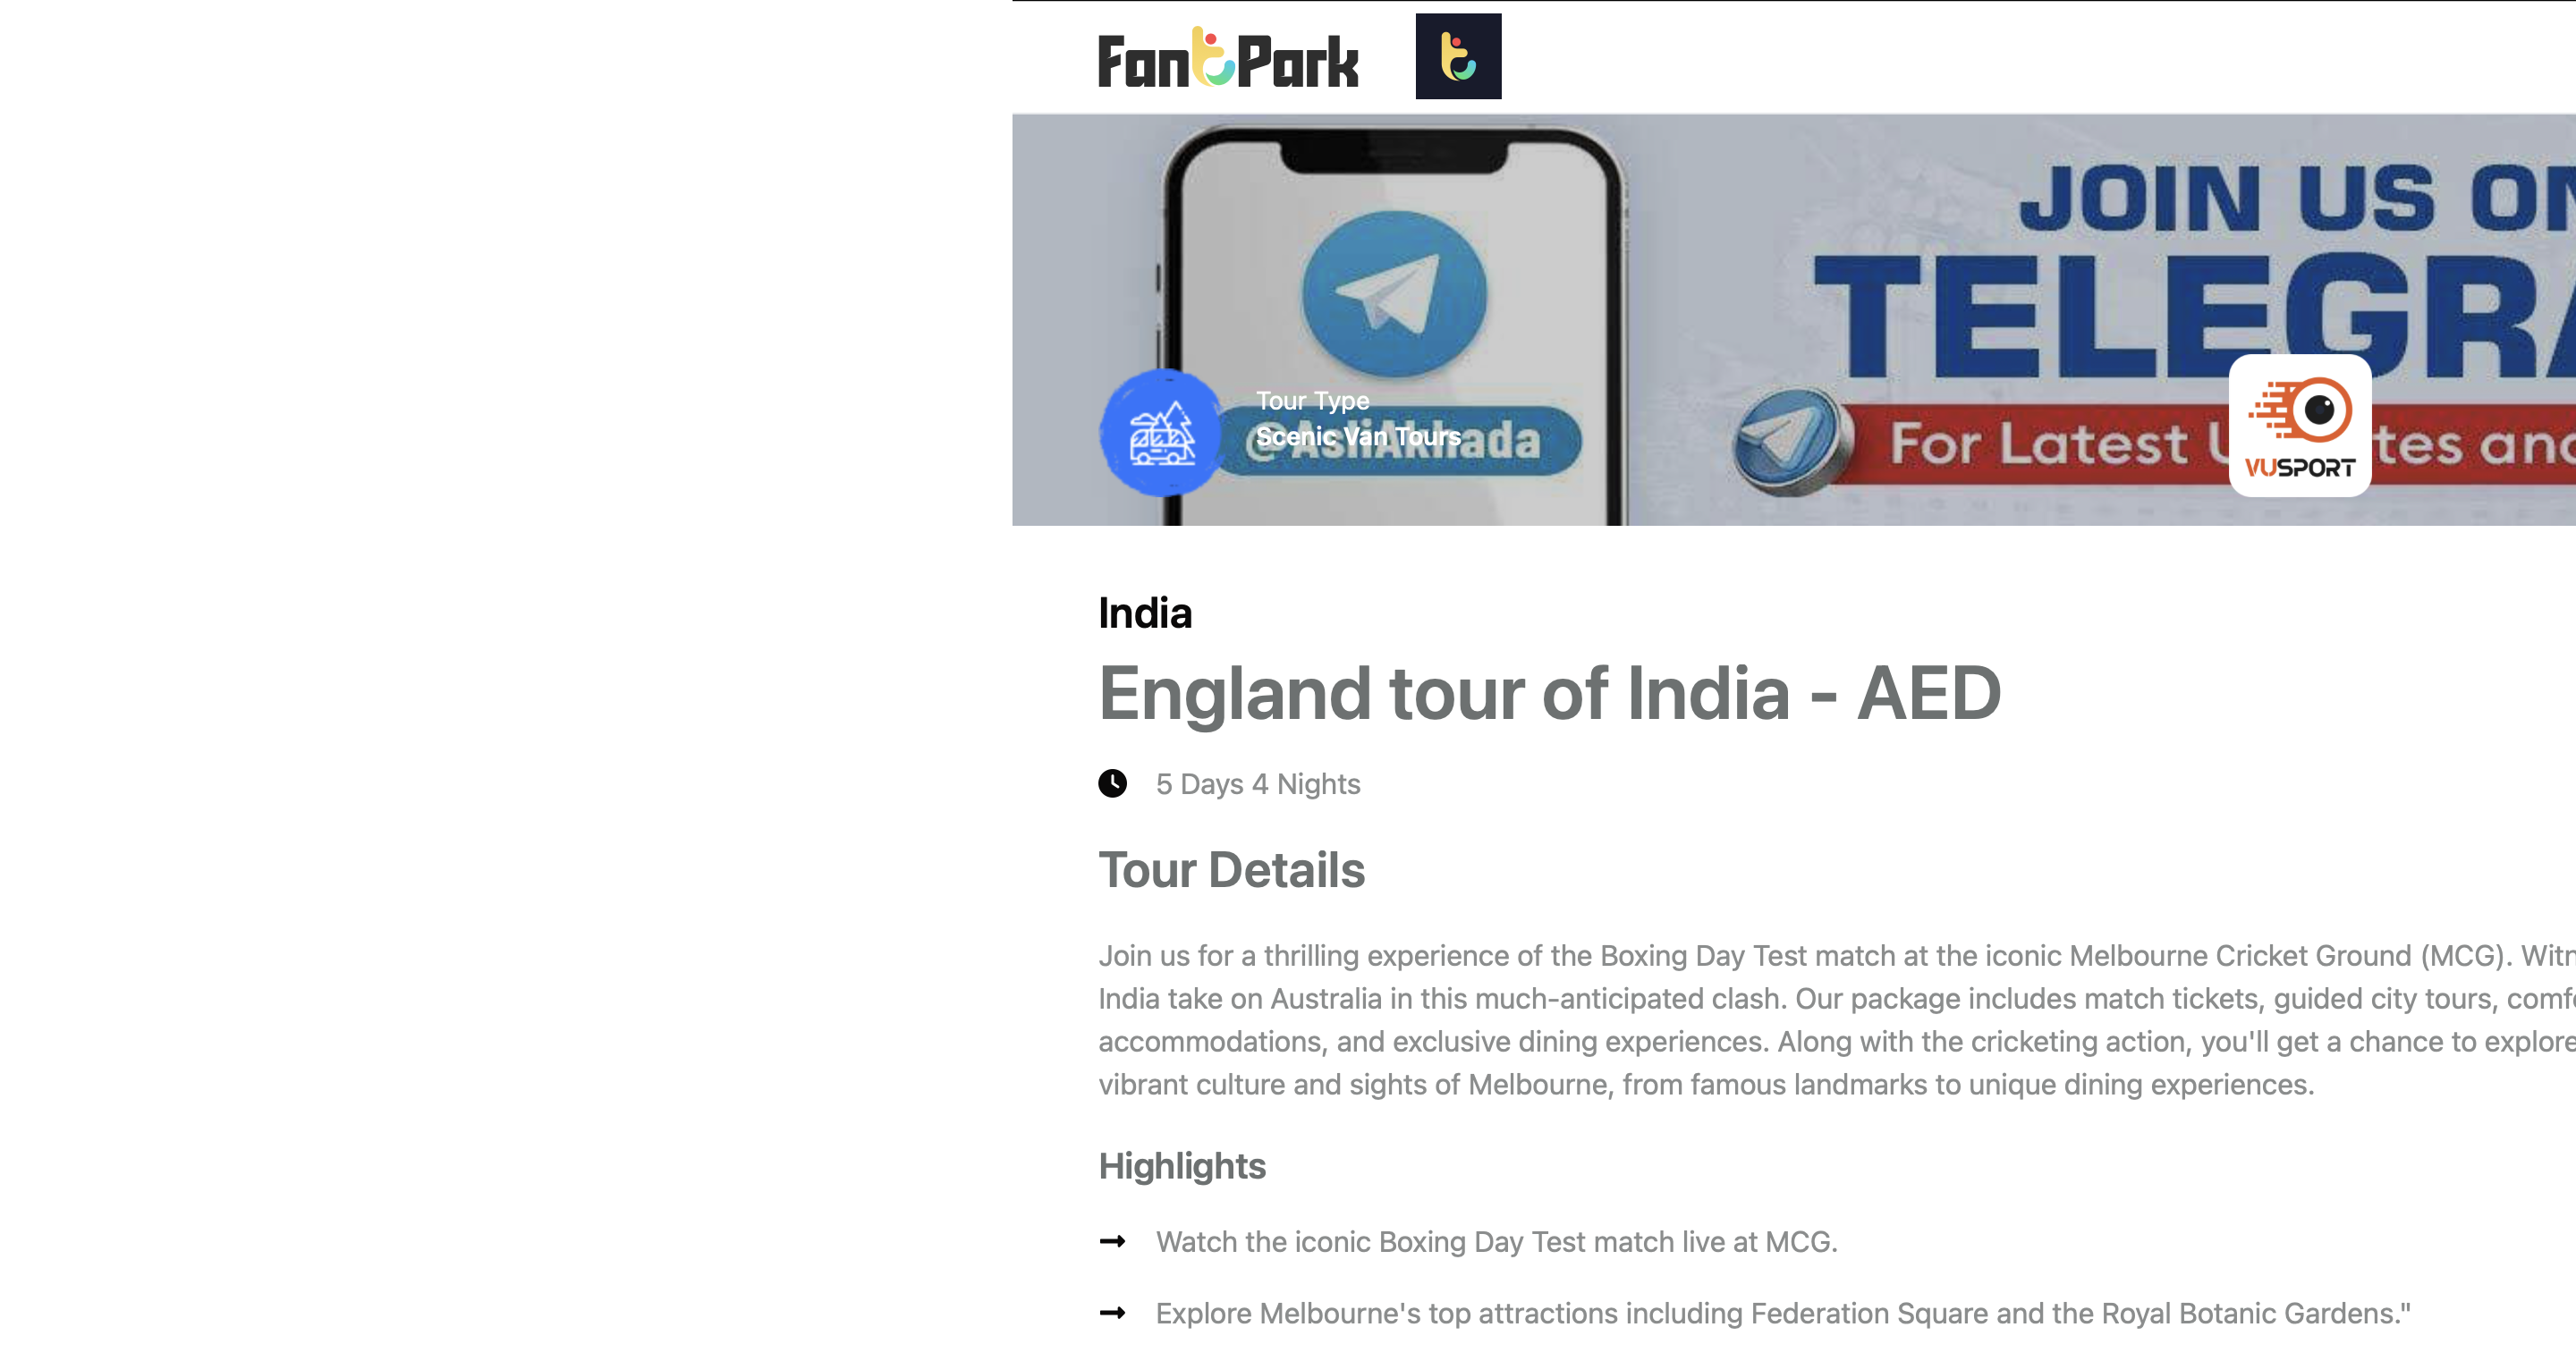 FantPark
JOIN US ON
TELEGRA
Tour Type
Scenic Van Tours
@AsliAkhada
For Latest U tes and
VUSPORT
India
England tour of India - AED
5 Days 4 Nights
Tour Details
Join us for a thrilling experience of the Boxing Day Test match at the iconic Melbourne Cricket Ground (MCG). Witn
India take on Australia in this much-anticipated clash. Our package includes match tickets, guided city tours, comfo
accommodations, and exclusive dining experiences. Along with the cricketing action, you'll get a chance to explore
vibrant culture and sights of Melbourne, from famous landmarks to unique dining experiences.
Highlights
Watch the iconic Boxing Day Test match live at MCG.
Explore Melbourne's top attractions including Federation Square and the Royal Botanic Gardens."